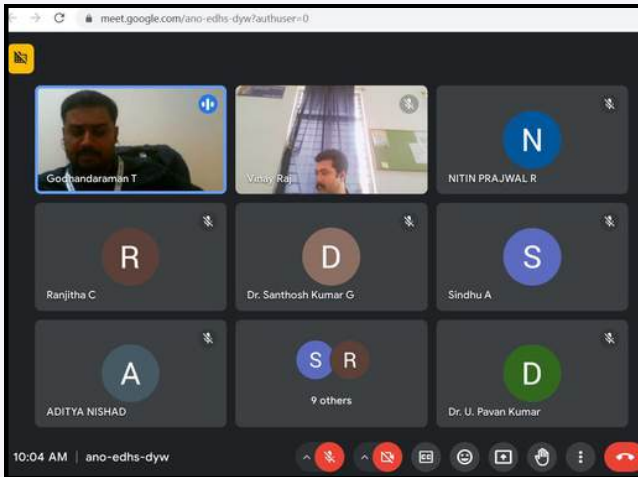 meet.google.com/ano-edhs-dyw?authuser=0
Godhandaraman T
Vinay Raj
N
NITIN PRAJWAL R
R
Ranjitha C
D
Dr. Santhosh Kumar G
S
Sindhu A
A
ADITYA NISHAD
S R
9 others
D
Dr. U. Pavan Kumar
10:04 AM | ano-edhs-dyw
CC